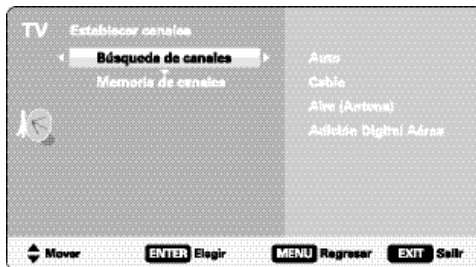 TV Establecer canales
Búsqueda de canales
Memoria de canales
Auto
Cable
Aire (Antena)
Adición Digital Aérea
Mover ENTER Elegir MENU Regresar EXIT Salir